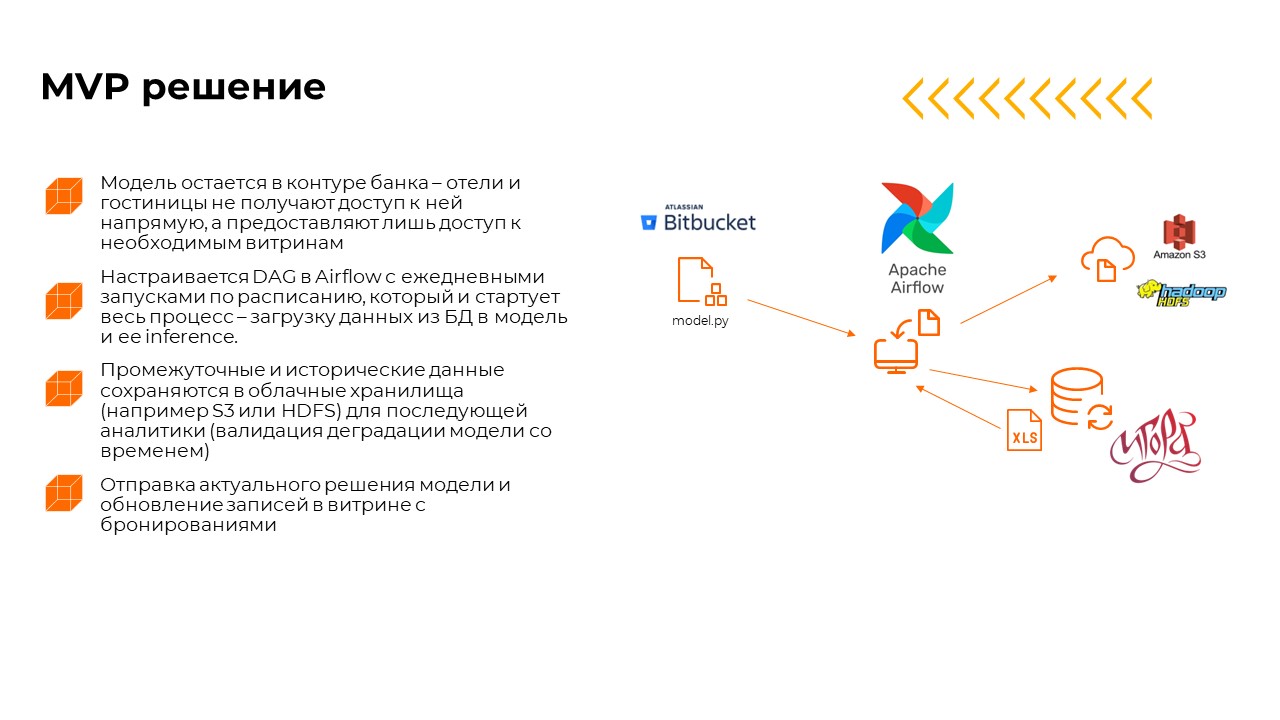 MVP решение
Модель остается в контуре банка – отели и
гостиницы не получают доступ к ней
напрямую, а предоставляют лишь доступ к
необходимым витринам
Настраивается DAG в Airflow с ежедневными
запусками по расписанию, который и стартует
весь процесс – загрузку данных из БД в модель
и ее inference.
Промежуточные и исторические данные
сохраняются в облачные хранилища
(например S3 или HDFS) для последующей
аналитики (валидация деградации модели со
временем)
Отправка актуального решения модели и
обновление записей в витрине с
бронированиями
ATLASSIAN
Bitbucket
model.py
Apache
Airflow
Amazon S3
hadoop
HDFS
XLS
игора